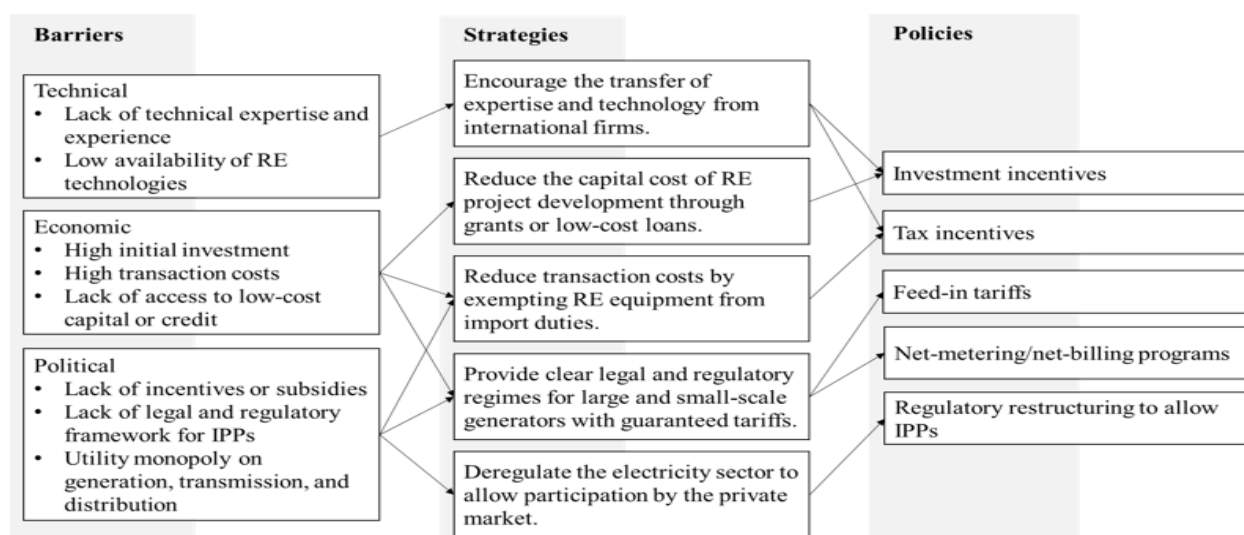 Barriers
Technical
• Lack of technical expertise and
experience
• Low availability of RE
technologies
Economic
• High initial investment
• High transaction costs
• Lack of access to low-cost
capital or credit
Political
• Lack of incentives or subsidies
• Lack of legal and regulatory
framework for IPPs
• Utility monopoly on
generation, transmission, and
distribution
Strategies
Encourage the transfer of
expertise and technology from
international firms.
Reduce the capital cost of RE
project development through
grants or low-cost loans.
Reduce transaction costs by
exempting RE equipment from
import duties.
Provide clear legal and regulatory
regimes for large and small-scale
generators with guaranteed tariffs.
Deregulate the electricity sector to
allow participation by the private
market.
Policies
Investment incentives
Tax incentives
Feed-in tariffs
Net-metering/net-billing programs
Regulatory restructuring to allow
IPPs